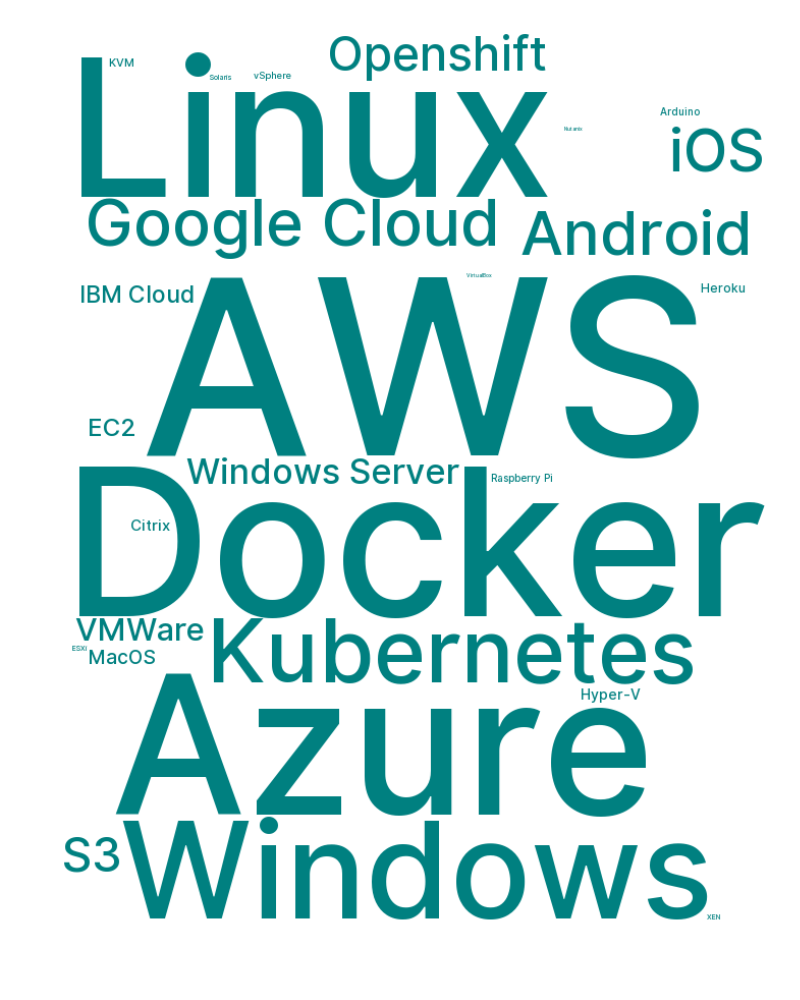 Openshift
KVM
Linux
Solaris
vSphere
Arduino
Nutanix
iOS
Google Cloud
Android
VirtualBox
IBM Cloud
AWS
Heroku
EC2
Windows Server
Raspberry Pi
Docker
Citrix
VMWare
Kubernetes
ESXi
MacOS
Hyper-V
Azure
S3
Windows
XEN